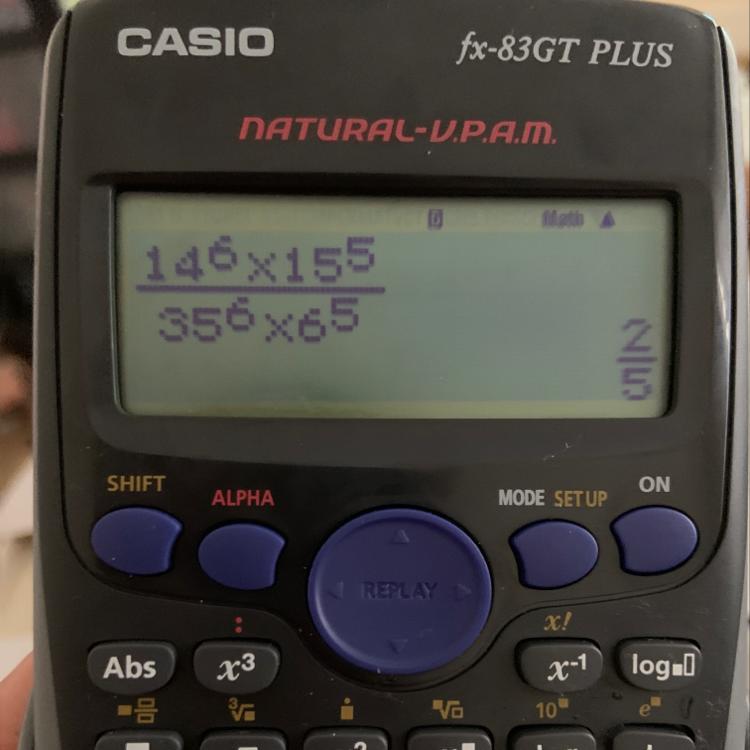 CASIO fx-83GT PLUS
NATURAL-V.P.A.M.
D Math ▲
14⁶×15⁵
35⁶×6⁵
2
5
SHIFT ALPHA MODE SETUP ON
REPLAY
: x!
Abs x³ x⁻¹ log
³√ 10 e